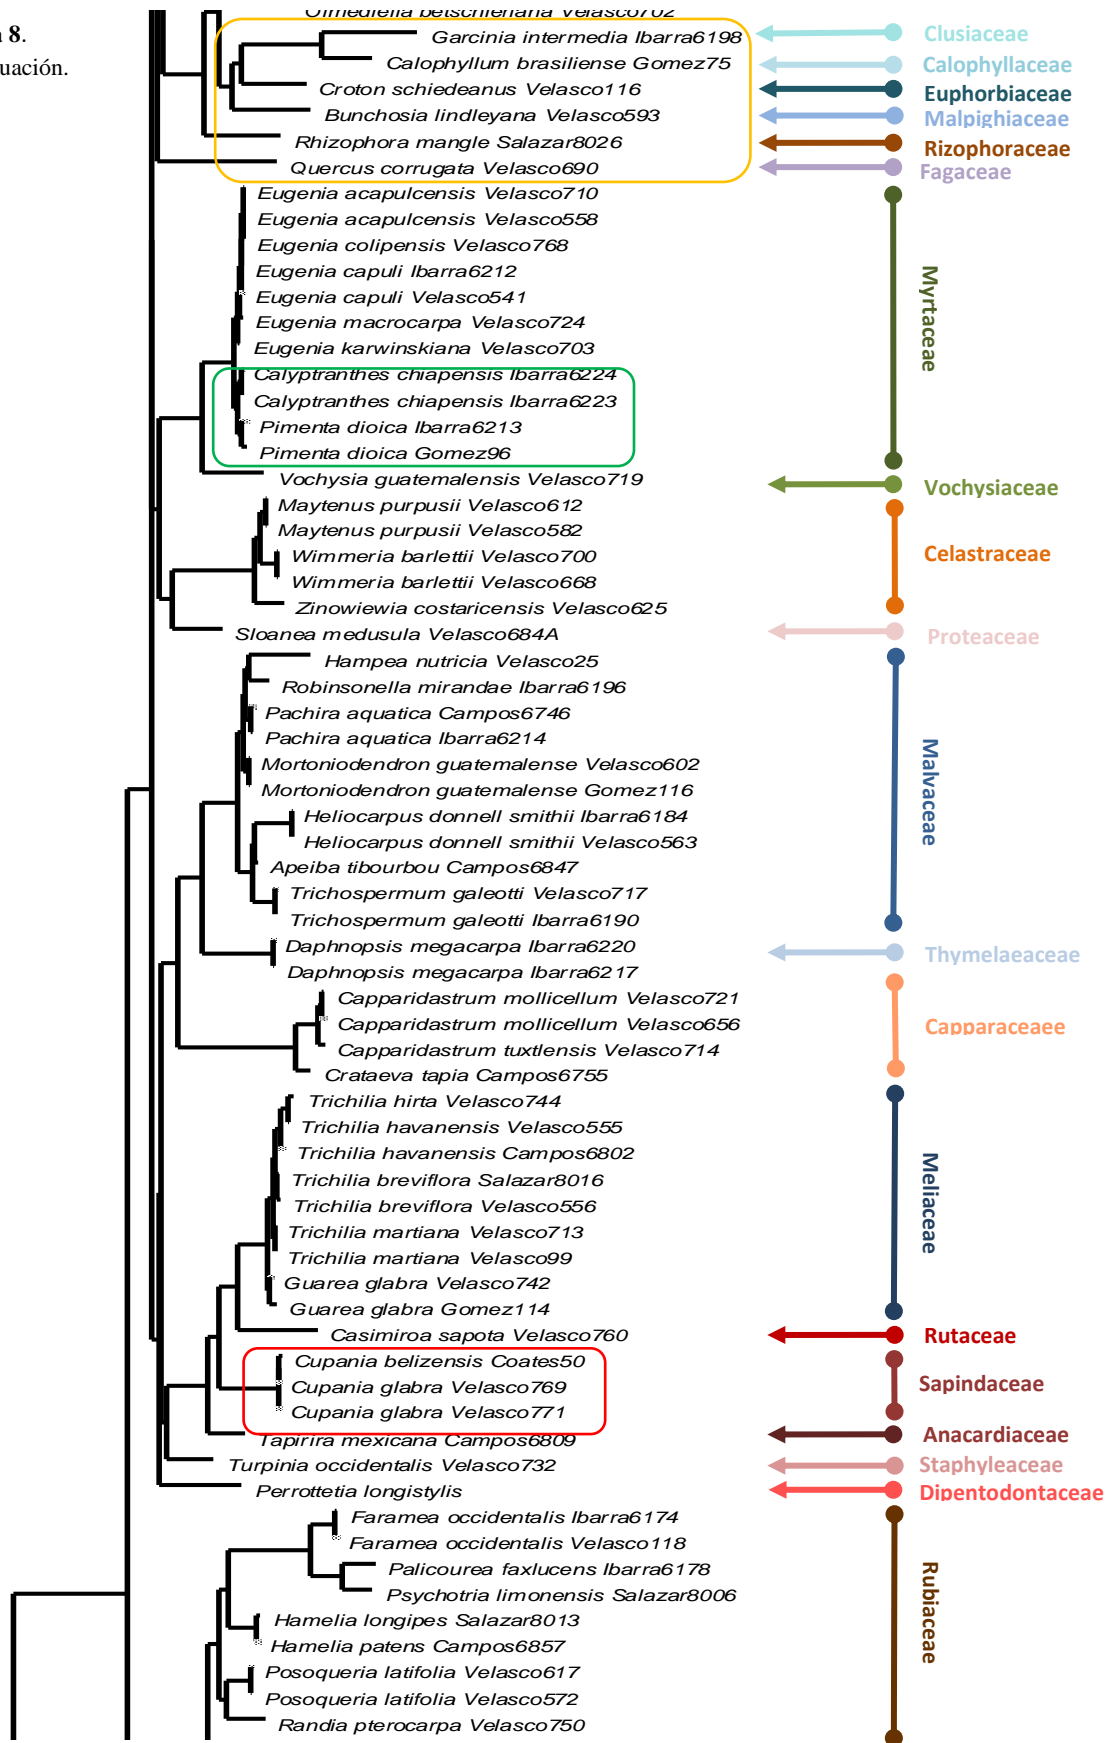 8.
uación.
Olmediella betschleriana Velasco702
Garcinia intermedia Ibarra6198
Clusiaceae
Calophyllum brasiliense Gomez75
Calophyllaceae
Croton schiedeanus Velasco116
Euphorbiaceae
Bunchosia lindleyana Velasco593
Malpighiaceae
Rhizophora mangle Salazar8026
Rizophoraceae
Quercus corrugata Velasco690
Fagaceae
Eugenia acapulcensis Velasco710
Eugenia acapulcensis Velasco558
Eugenia colipensis Velasco768
Eugenia capuli Ibarra6212
Eugenia capuli Velasco541
Eugenia macrocarpa Velasco724
Eugenia karwinskiana Velasco703
Calyptranthes chiapensis Ibarra6224
Calyptranthes chiapensis Ibarra6223
Pimenta dioica Ibarra6213
Pimenta dioica Gomez96
Myrtaceae
Vochysia guatemalensis Velasco719
Vochysiaceae
Maytenus purpusii Velasco612
Maytenus purpusii Velasco582
Wimmeria barlettii Velasco700
Wimmeria barlettii Velasco668
Zinowiewia costaricensis Velasco625
Celastraceae
Sloanea medusula Velasco684A
Proteaceae
Hampea nutricia Velasco25
Robinsonella mirandae Ibarra6196
Pachira aquatica Campos6746
Pachira aquatica Ibarra6214
Mortoniodendron guatemalense Velasco602
Mortoniodendron guatemalense Gomez116
Heliocarpus donnell smithii Ibarra6184
Heliocarpus donnell smithii Velasco563
Apeiba tibourbou Campos6847
Trichospermum galeotti Velasco717
Trichospermum galeotti Ibarra6190
Malvaceae
Daphnopsis megacarpa Ibarra6220
Daphnopsis megacarpa Ibarra6217
Thymelaeaceae
Capparidastrum mollicellum Velasco721
Capparidastrum mollicellum Velasco656
Capparidastrum tuxtlensis Velasco714
Crataeva tapia Campos6755
Capparaceaee
Trichilia hirta Velasco744
Trichilia havanensis Velasco555
Trichilia havanensis Campos6802
Trichilia breviflora Salazar8016
Trichilia breviflora Velasco556
Trichilia martiana Velasco713
Trichilia martiana Velasco99
Guarea glabra Velasco742
Guarea glabra Gomez114
Meliaceae
Casimiroa sapota Velasco760
Rutaceae
Cupania belizensis Coates50
Cupania glabra Velasco769
Cupania glabra Velasco771
Sapindaceae
Tapirira mexicana Campos6809
Anacardiaceae
Turpinia occidentalis Velasco732
Staphyleaceae
Perrottetia longistylis
Dipentodontaceae
Faramea occidentalis Ibarra6174
Faramea occidentalis Velasco118
Palicourea faxlucens Ibarra6178
Psychotria limonensis Salazar8006
Hamelia longipes Salazar8013
Hamelia patens Campos6857
Posoqueria latifolia Velasco617
Posoqueria latifolia Velasco572
Randia pterocarpa Velasco750
Rubiaceae